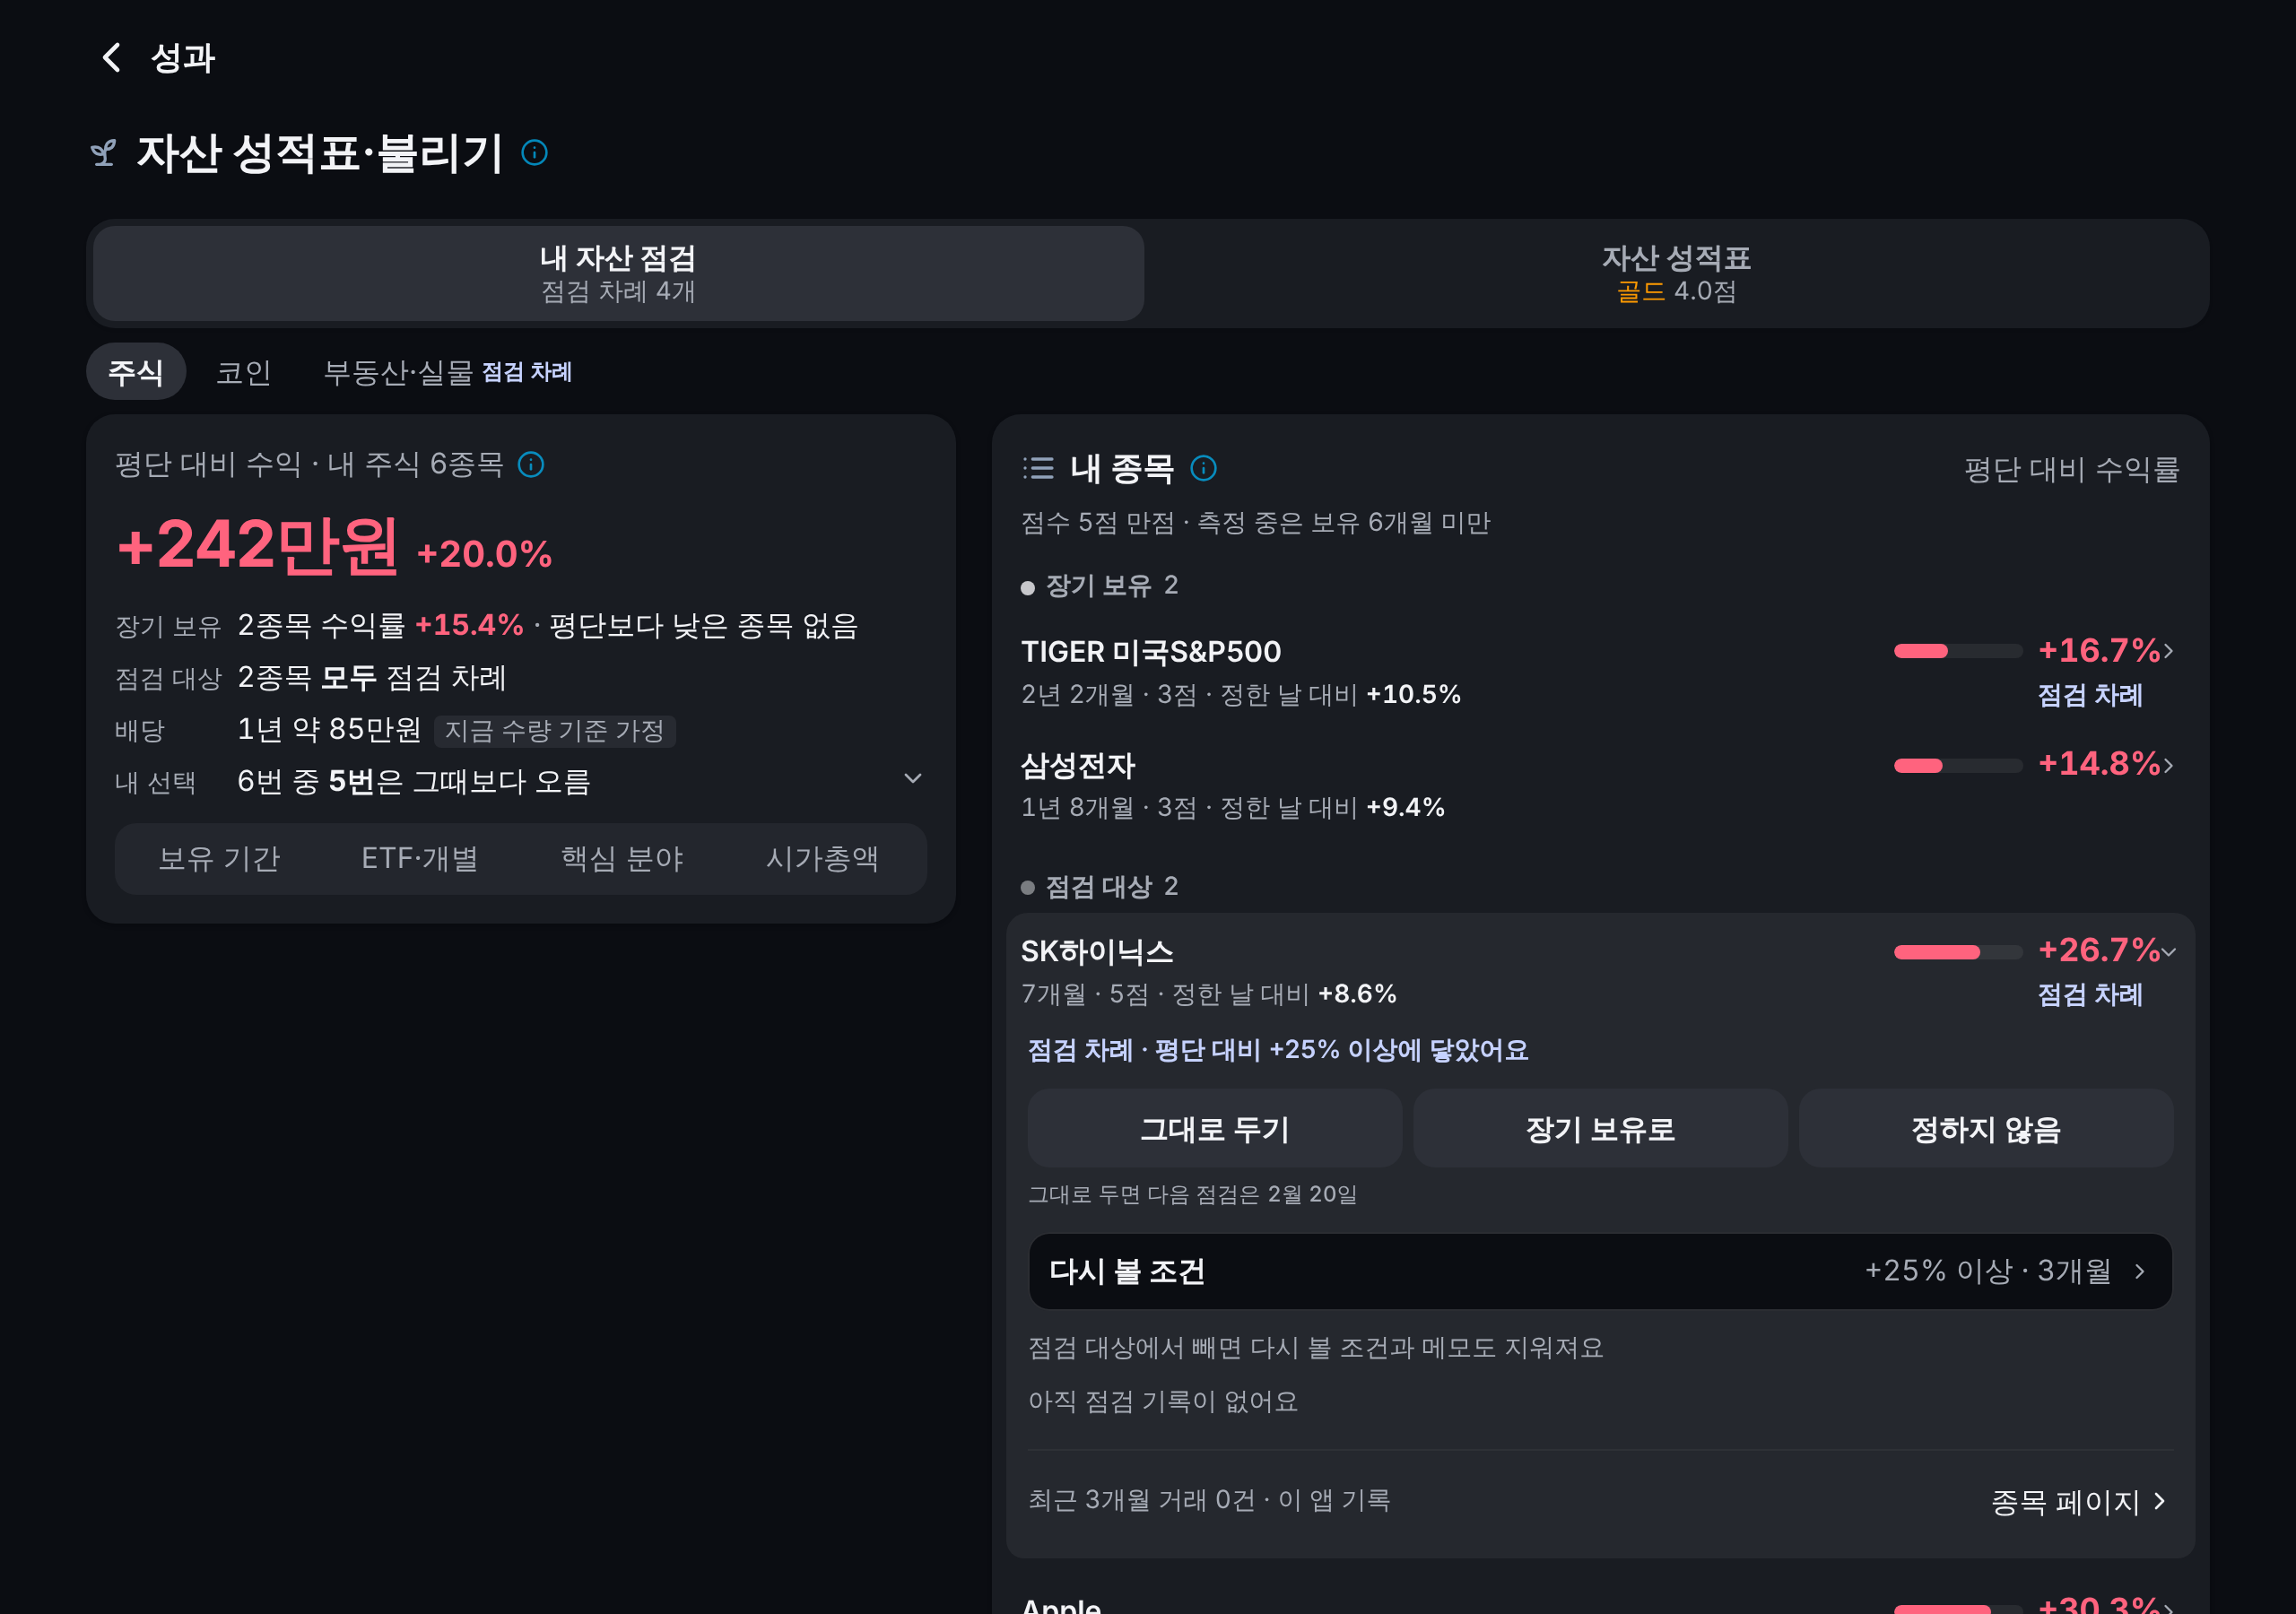 성과
자산 성적표·불리기
내 자산 점검
점검 차례 4개
자산 성적표
골드 4.0점
주식
코인
부동산·실물 점검 차례
평단 대비 수익 · 내 주식 6종목
+242만원 +20.0%
장기 보유 2종목 수익률 +15.4% · 평단보다 낮은 종목 없음
점검 대상 2종목 모두 점검 차례
배당 1년 약 85만원 지금 수량 기준 가정
내 선택 6번 중 5번은 그때보다 오름
보유 기간
ETF·개별
핵심 분야
시가총액
내 종목
평단 대비 수익률
점수 5점 만점 · 측정 중은 보유 6개월 미만
장기 보유 2
TIGER 미국S&P500
+16.7%
2년 2개월 · 3점 · 정한 날 대비 +10.5%
점검 차례
삼성전자
+14.8%
1년 8개월 · 3점 · 정한 날 대비 +9.4%
점검 대상 2
SK하이닉스
+26.7%
7개월 · 5점 · 정한 날 대비 +8.6%
점검 차례
점검 차례 · 평단 대비 +25% 이상에 닿았어요
그대로 두기
장기 보유로
정하지 않음
그대로 두면 다음 점검은 2월 20일
다시 볼 조건
+25% 이상 · 3개월
점검 대상에서 빼면 다시 볼 조건과 메모도 지워져요
아직 점검 기록이 없어요
최근 3개월 거래 0건 · 이 앱 기록
종목 페이지
Apple
+30.3%